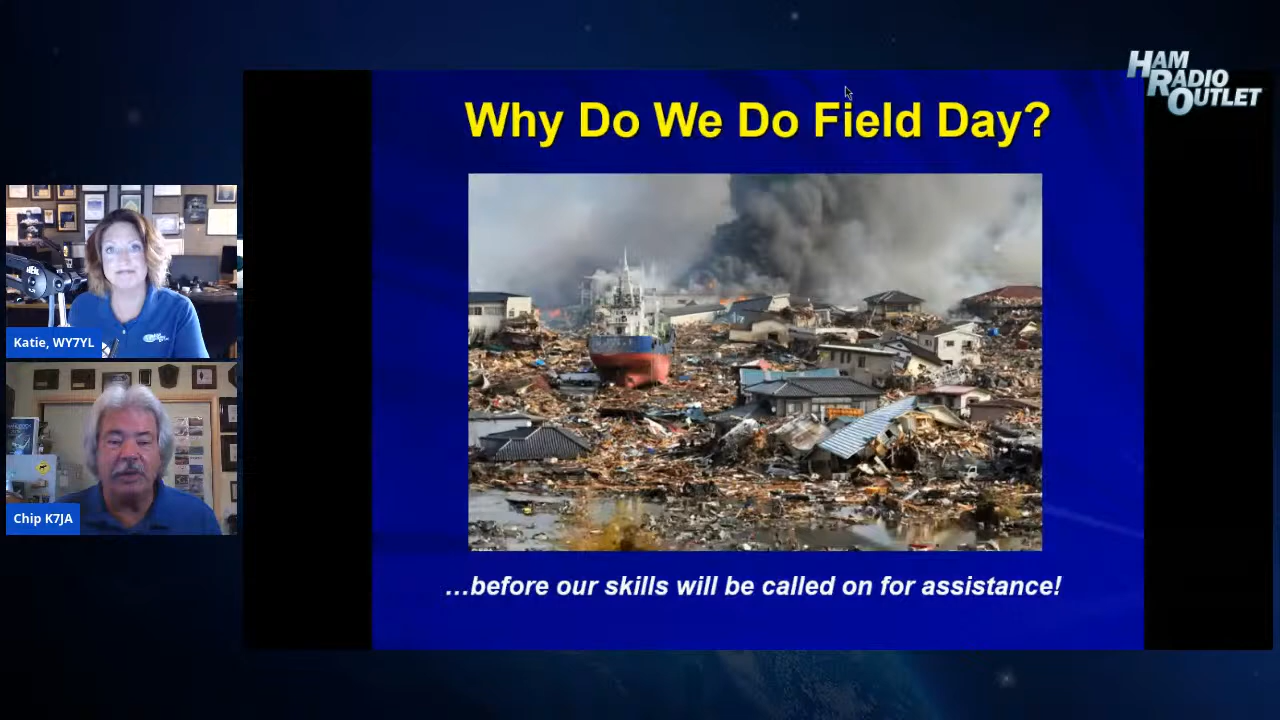 HAM
RADIO
OUTLET
Why Do We Do Field Day?
Katie, WY7YL
Chip K7JA
...before our skills will be called on for assistance!